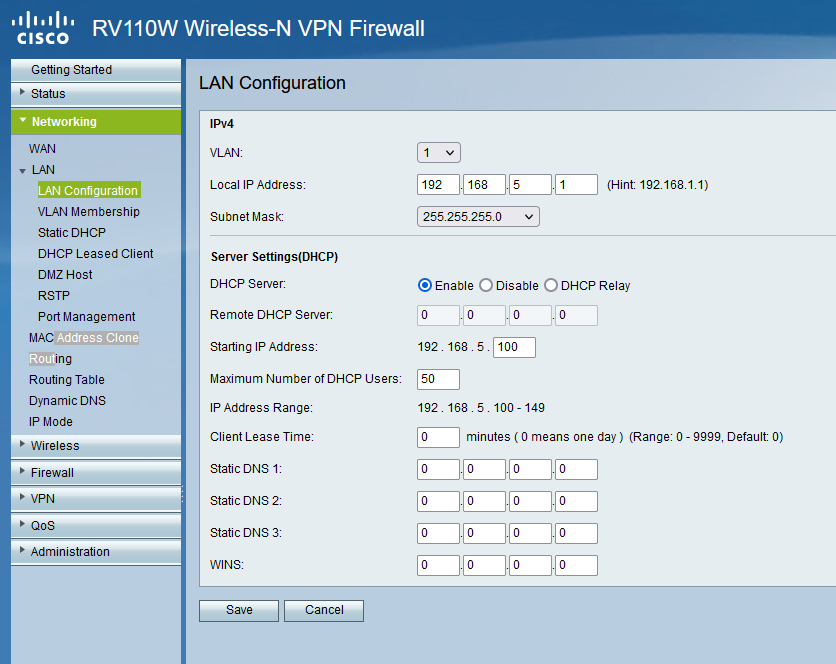 CISCO RV110W Wireless-N VPN Firewall
Getting Started
Status
Networking
WAN
LAN
LAN Configuration
VLAN Membership
Static DHCP
DHCP Leased Client
DMZ Host
RSTP
Port Management
MAC Address Clone
Routing
Routing Table
Dynamic DNS
IP Mode
Wireless
Firewall
VPN
QoS
Administration
LAN Configuration
IPv4
VLAN: 1
Local IP Address: 192 . 168 . 5 . 1 (Hint: 192.168.1.1)
Subnet Mask: 255.255.255.0
Server Settings(DHCP)
DHCP Server: Enable Disable DHCP Relay
Remote DHCP Server: 0 . 0 . 0 . 0
Starting IP Address: 192 . 168 . 5 . 100
Maximum Number of DHCP Users: 50
IP Address Range: 192 . 168 . 5 . 100 - 149
Client Lease Time: 0 minutes ( 0 means one day ) (Range: 0 - 9999, Default: 0)
Static DNS 1: 0 . 0 . 0 . 0
Static DNS 2: 0 . 0 . 0 . 0
Static DNS 3: 0 . 0 . 0 . 0
WINS: 0 . 0 . 0 . 0
Save Cancel